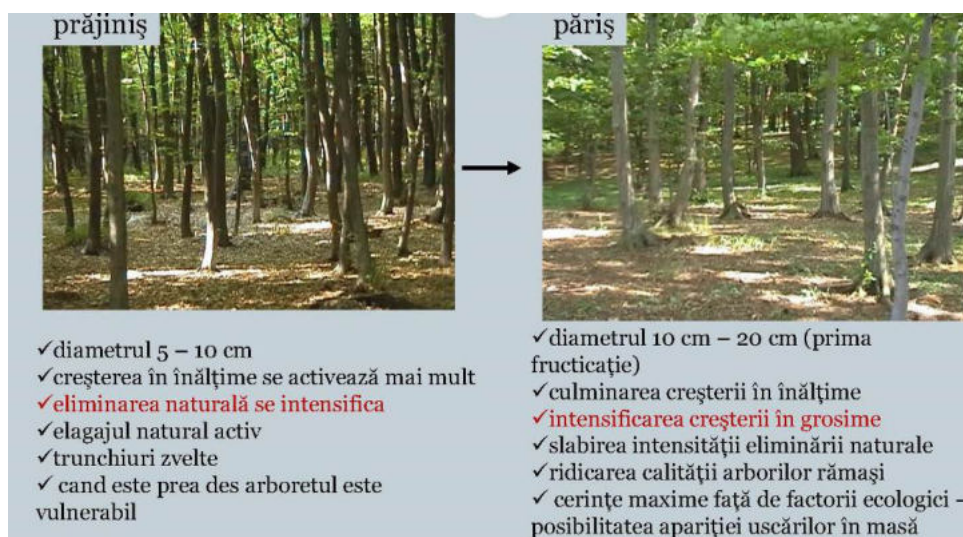 prăjiniş
păriş
✓diametrul 5 – 10 cm
✓creşterea în înălţime se activează mai mult
✓eliminarea naturală se intensifica
✓elagajul natural activ
✓trunchiuri zvelte
✓ cand este prea des arboretul este
vulnerabil
✓diametrul 10 cm – 20 cm (prima
fructicaţie)
✓culminarea creşterii în înălţime
✓intensificarea creşterii în grosime
✓slabirea intensităţii eliminării naturale
✓ridicarea calităţii arborilor rămaşi
✓ cerinţe maxime faţă de factorii ecologici –
posibilitatea apariţiei uscărilor în masă